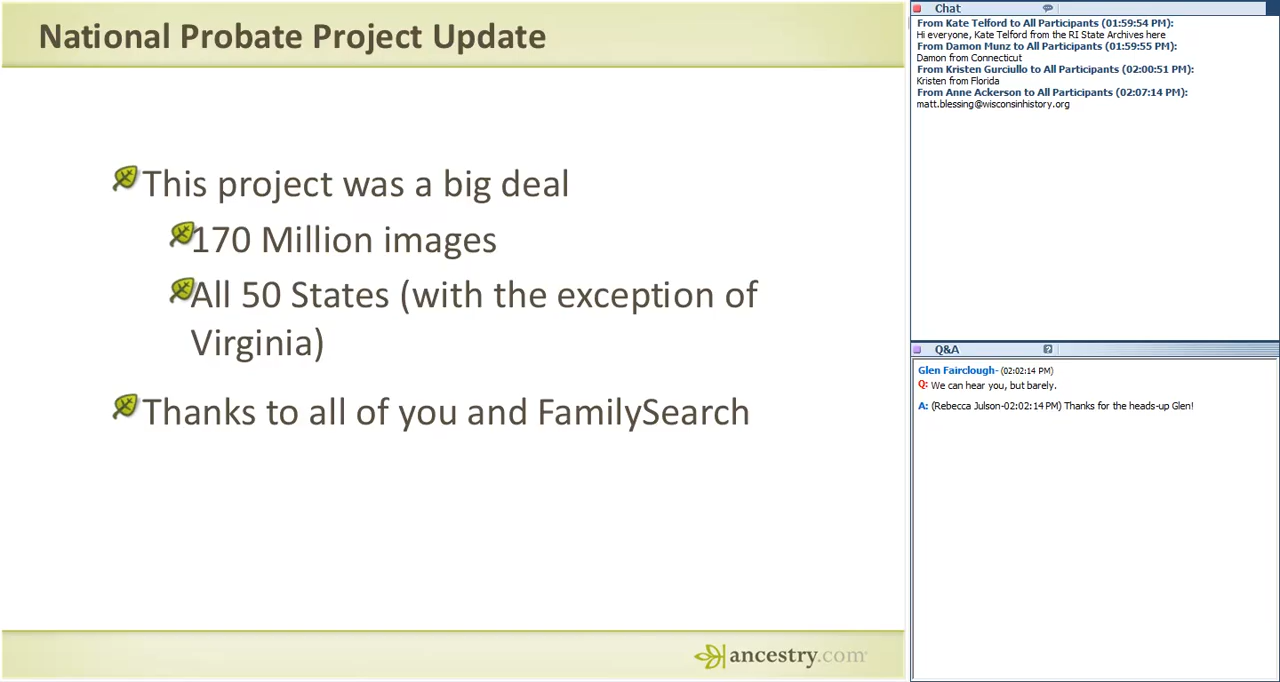 National Probate Project Update
This project was a big deal
170 Million images
All 50 States (with the exception of
Virginia)
Thanks to all of you and FamilySearch
ancestry.com
Chat
From Kate Telford to All Participants (01:59:54 PM):
Hi everyone, Kate Telford from the RI State Archives here
From Damon Munz to All Participants (01:59:55 PM):
Damon from Connecticut
From Kristen Gurciullo to All Participants (02:00:51 PM):
Kristen from Florida
From Anne Ackerson to All Participants (02:07:14 PM):
matt.blessing@wisconsinhistory.org
Q&A
Glen Fairclough- (02:02:14 PM)
Q: We can hear you, but barely.
A: (Rebecca Julson-02:02:14 PM) Thanks for the heads-up Glen!